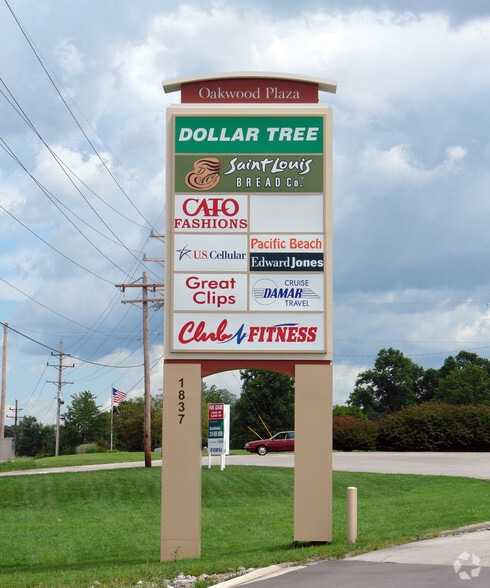 Oakwood Plaza
DOLLAR TREE
Saint Louis
BREAD Co.
CATO
FASHIONS
U.S. Cellular
Pacific Beach
Edward Jones
Great
Clips
CRUISE
DAMAR
TRAVEL
Club FITNESS
1837